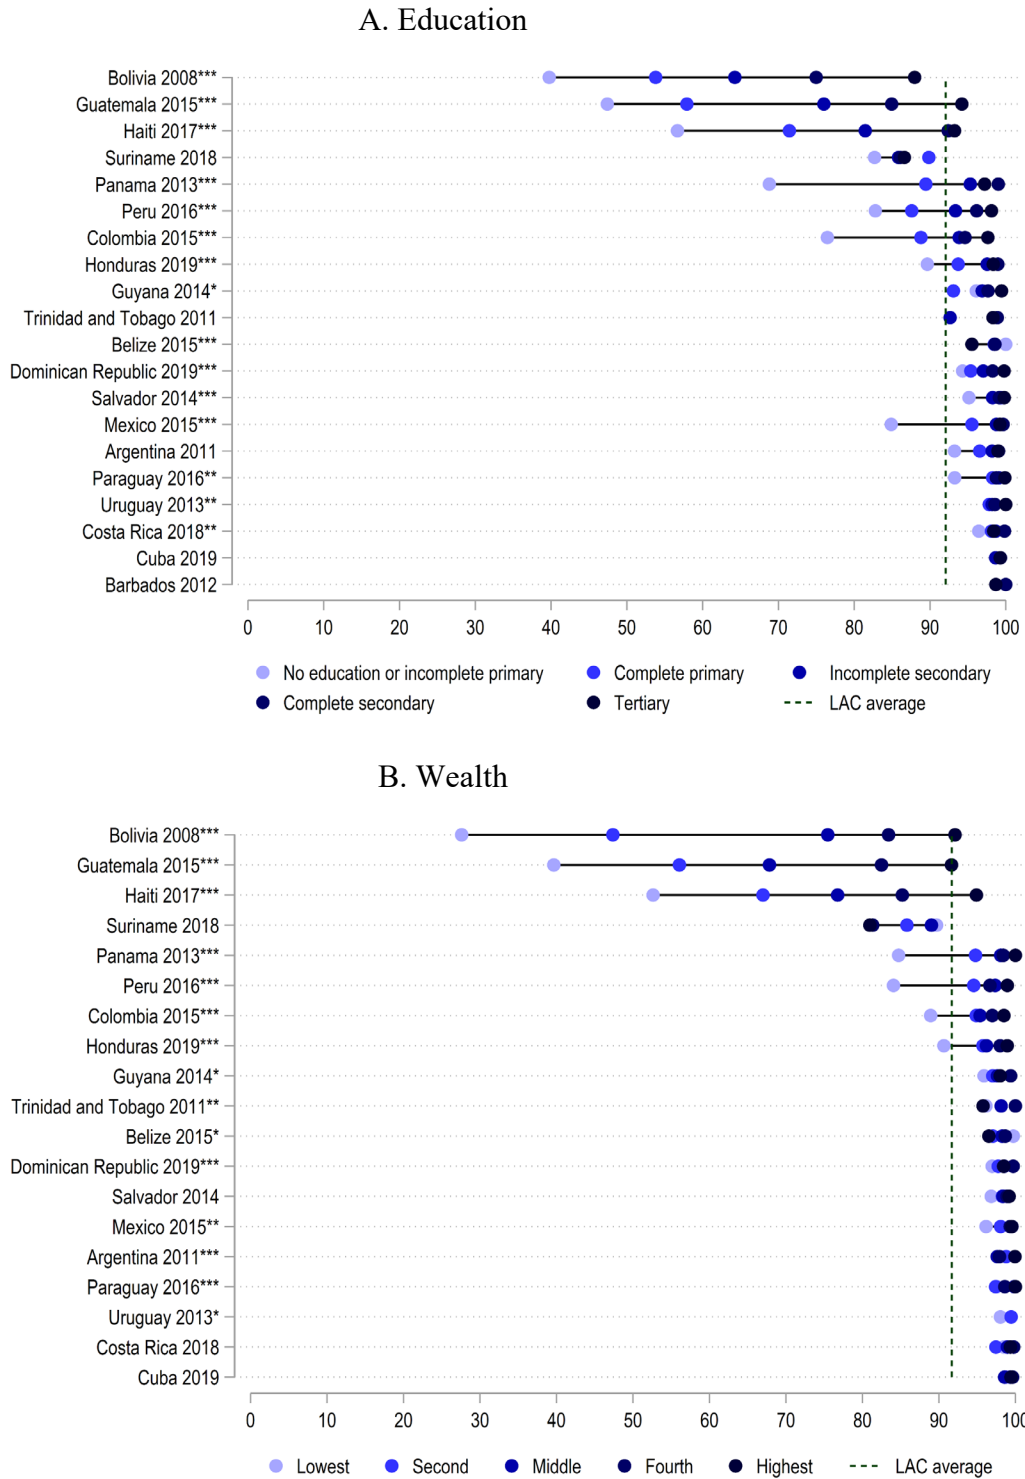 A. Education
Bolivia 2008***
Guatemala 2015***
Haiti 2017***
Suriname 2018
Panama 2013***
Peru 2016***
Colombia 2015***
Honduras 2019***
Guyana 2014*
Trinidad and Tobago 2011
Belize 2015***
Dominican Republic 2019***
Salvador 2014***
Mexico 2015***
Argentina 2011
Paraguay 2016**
Uruguay 2013**
Costa Rica 2018**
Cuba 2019
Barbados 2012
0 10 20 30 40 50 60 70 80 90 100
No education or incomplete primary Complete primary Incomplete secondary
Complete secondary Tertiary LAC average
B. Wealth
Bolivia 2008***
Guatemala 2015***
Haiti 2017***
Suriname 2018
Panama 2013***
Peru 2016***
Colombia 2015***
Honduras 2019***
Guyana 2014*
Trinidad and Tobago 2011**
Belize 2015*
Dominican Republic 2019***
Salvador 2014
Mexico 2015**
Argentina 2011***
Paraguay 2016***
Uruguay 2013*
Costa Rica 2018
Cuba 2019
0 10 20 30 40 50 60 70 80 90 100
Lowest Second Middle Fourth Highest LAC average